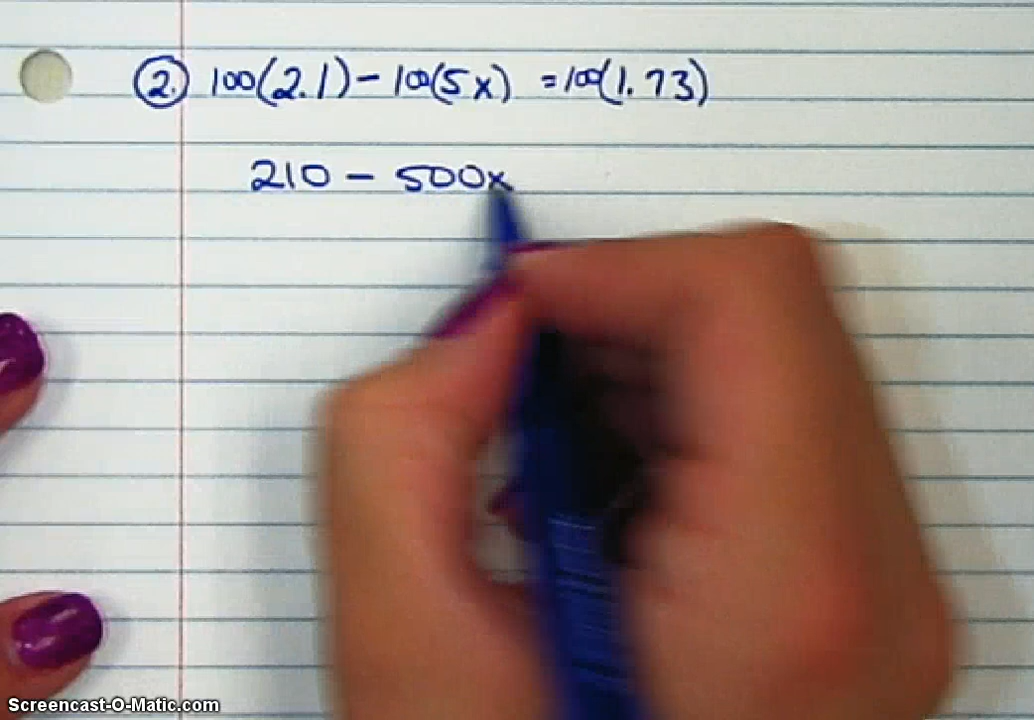 2. 100(2.1) - 100(5x) = 100(1.73)
210 - 500x
Screencast-O-Matic.com